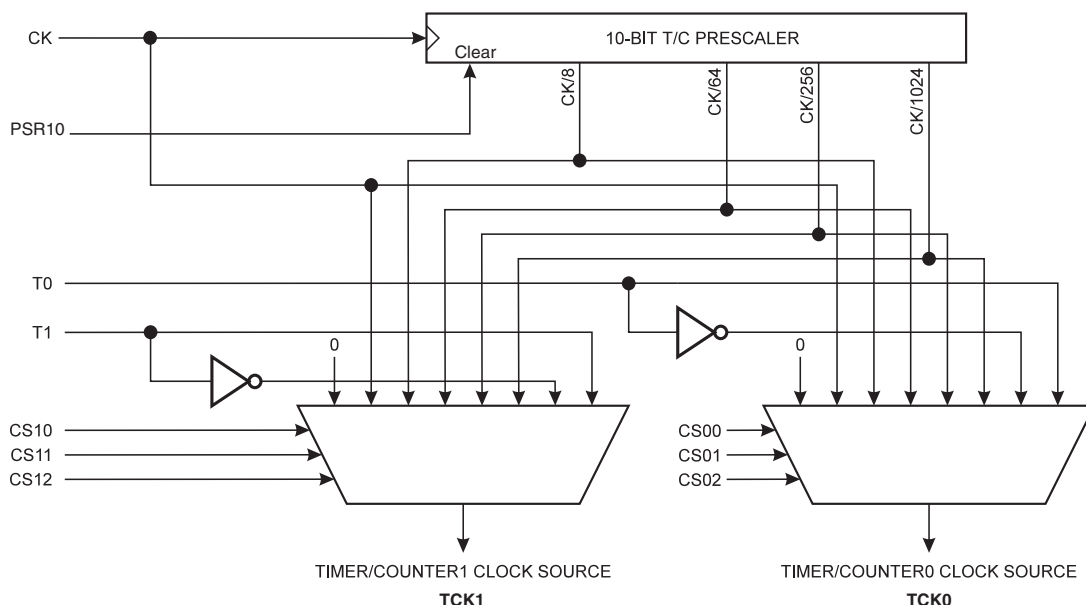 CK
10-BIT T/C PRESCALER
Clear
CK/8
CK/64
CK/256
CK/1024
PSR10
T0
T1
0
0
CS10
CS11
CS12
CS00
CS01
CS02
TIMER/COUNTER1 CLOCK SOURCE
TCK1
TIMER/COUNTER0 CLOCK SOURCE
TCK0